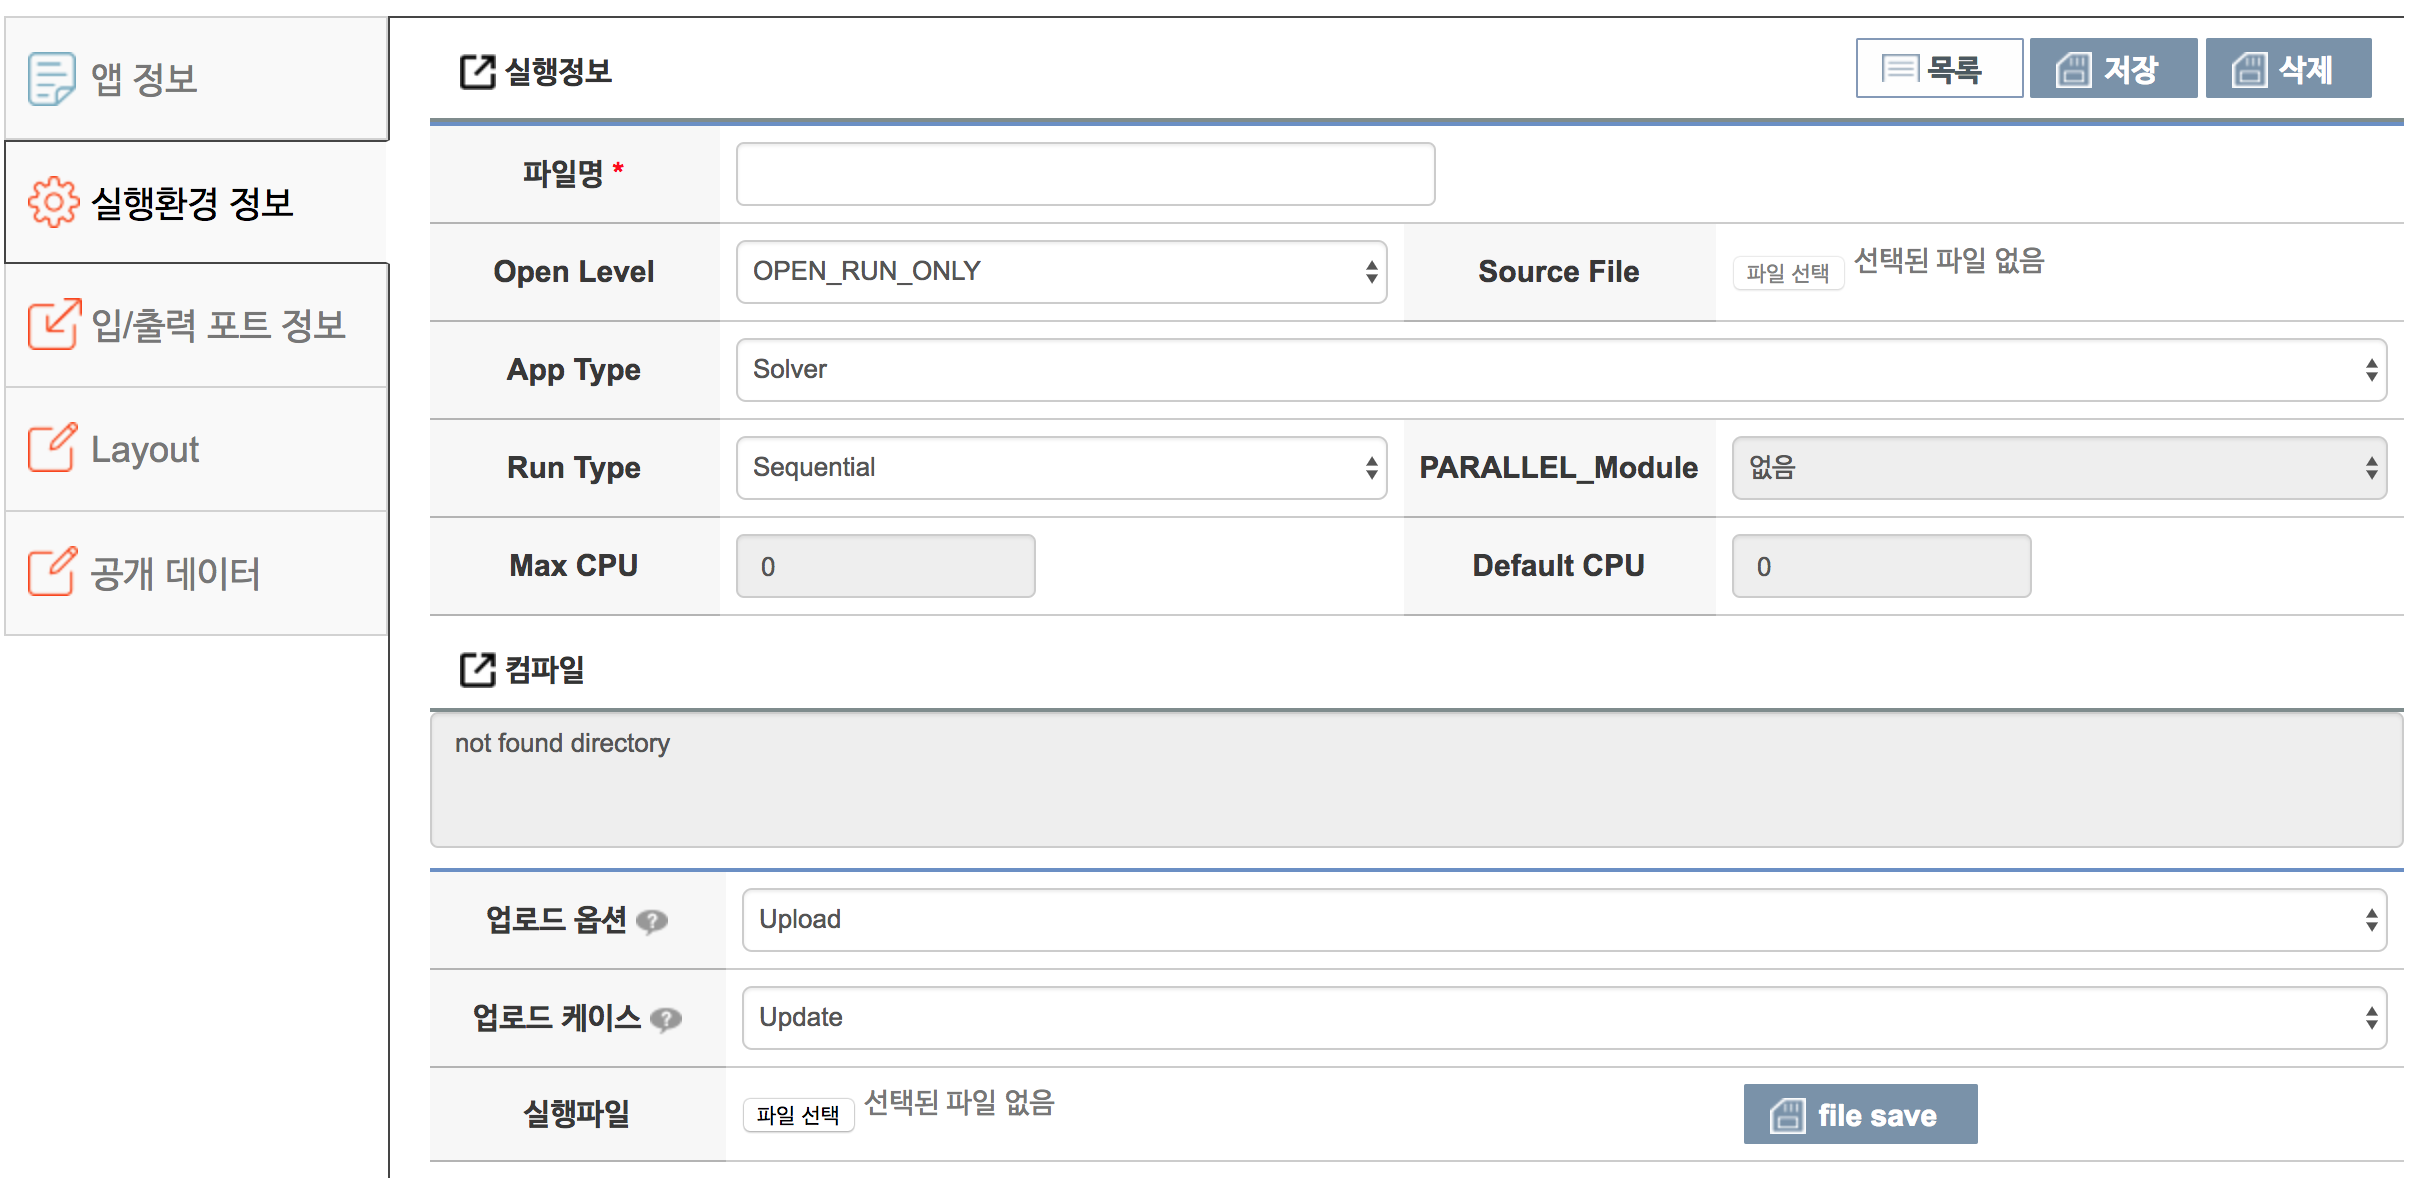 앱 정보
실행환경 정보
입/출력 포트 정보
Layout
공개 데이터
실행정보
목록
저장
삭제
파일명 *
Open Level
OPEN_RUN_ONLY
Source File
파일 선택 선택된 파일 없음
App Type
Solver
Run Type
Sequential
PARALLEL_Module
없음
Max CPU
0
Default CPU
0
컴파일
not found directory
업로드 옵션 ?
Upload
업로드 케이스 ?
Update
실행파일
파일 선택 선택된 파일 없음
file save